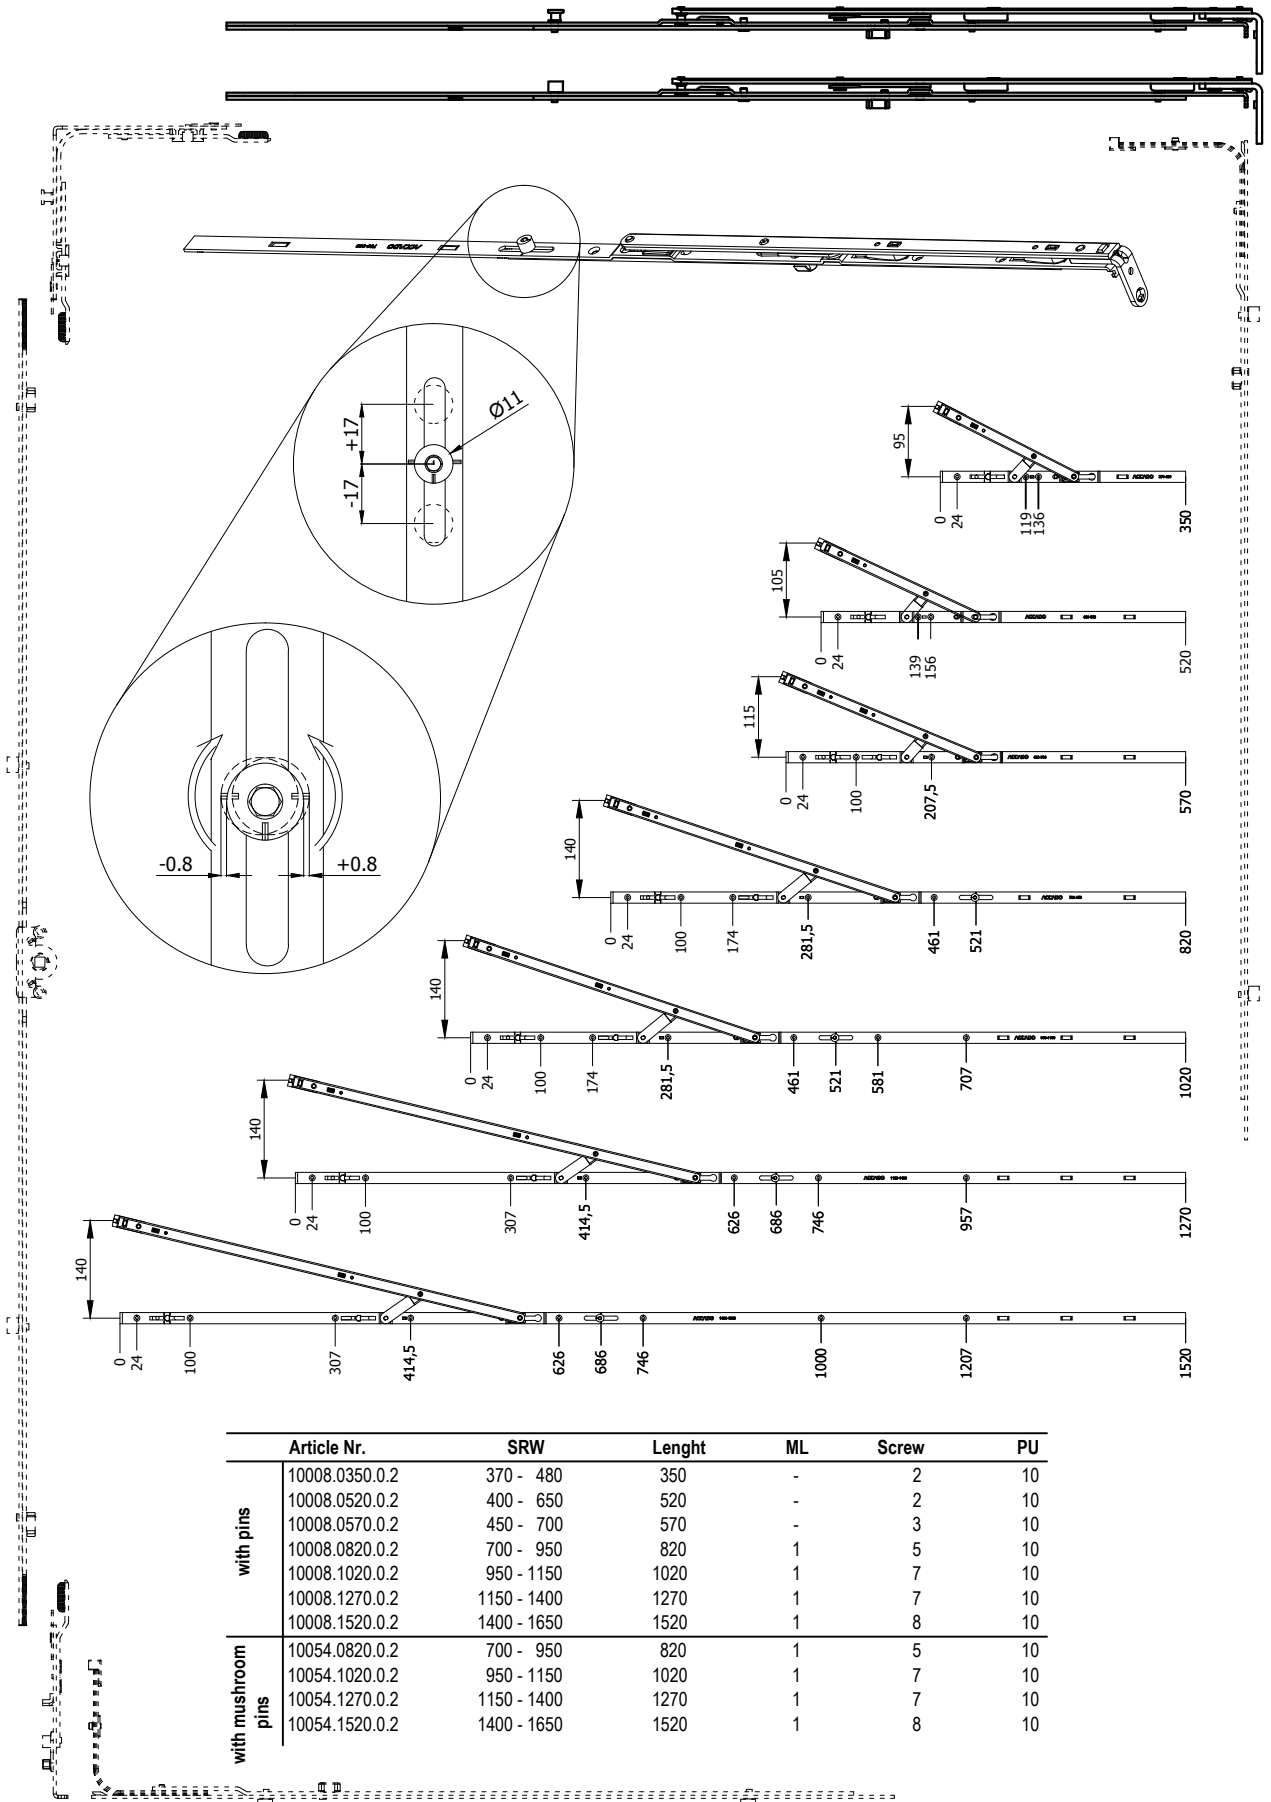 ACCADO
+17
-17
Ø11
-0.8
+0.8
95
0 24 119 136 350
ACCADO
105
0 24 139 156 520
ACCADO
115
0 24 100 207,5 570
ACCADO
140
0 24 100 174 281,5 461 521 820
ACCADO
140
0 24 100 174 281,5 461 521 581 707 1020
ACCADO
140
0 24 100 307 414,5 626 686 746 957 1270
ACCADO
140
0 24 100 307 414,5 626 686 746 1000 1207 1520
ACCADO
Article Nr. SRW Lenght ML Screw PU
with pins
10008.0350.0.2 370 - 480 350 - 2 10
10008.0520.0.2 400 - 650 520 - 2 10
10008.0570.0.2 450 - 700 570 - 3 10
10008.0820.0.2 700 - 950 820 1 5 10
10008.1020.0.2 950 - 1150 1020 1 7 10
10008.1270.0.2 1150 - 1400 1270 1 7 10
10008.1520.0.2 1400 - 1650 1520 1 8 10
with mushroom
pins
10054.0820.0.2 700 - 950 820 1 5 10
10054.1020.0.2 950 - 1150 1020 1 7 10
10054.1270.0.2 1150 - 1400 1270 1 7 10
10054.1520.0.2 1400 - 1650 1520 1 8 10